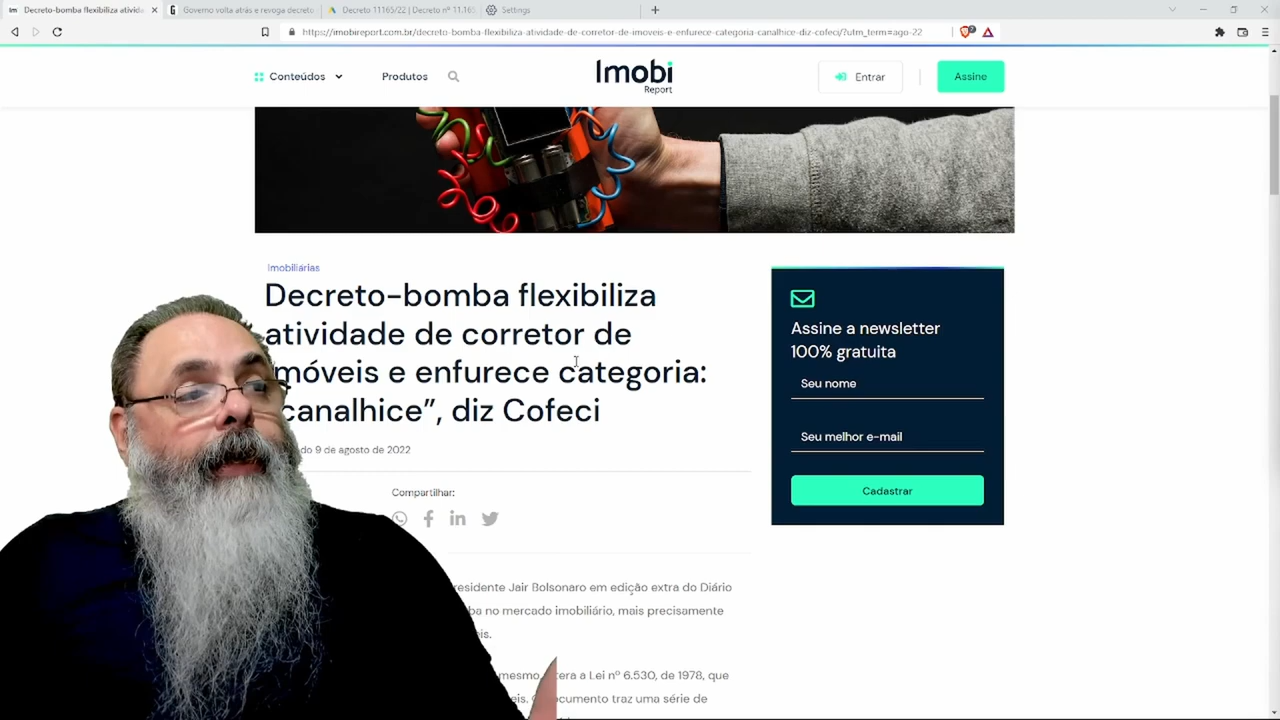 Decreto-bomba flexibiliza ativida
Governo volta atrás e revoga decreto
Decreto 11165/22 | Decreto nº 11.165
Settings
https://imobireport.com.br/decreto-bomba-flexibiliza-atividade-de-corretor-de-imoveis-e-enfurece-categoria-canalhice-diz-cofeci/?utm_term=ago-22
Conteúdos
Produtos
Imobi
Report
Entrar
Assine
Imobiliárias
Decreto-bomba flexibiliza
atividade de corretor de
móveis e enfurece categoria:
canalhice”, diz Cofeci
do 9 de agosto de 2022
Compartilhar:
residente Jair Bolsonaro em edição extra do Diário
ba no mercado imobiliário, mais precisamente
is.
mesmo, altera a Lei nº 6.530, de 1978, que
eis. O documento traz uma série de
Assine a newsletter
100% gratuita
Seu nome
Seu melhor e-mail
Cadastrar